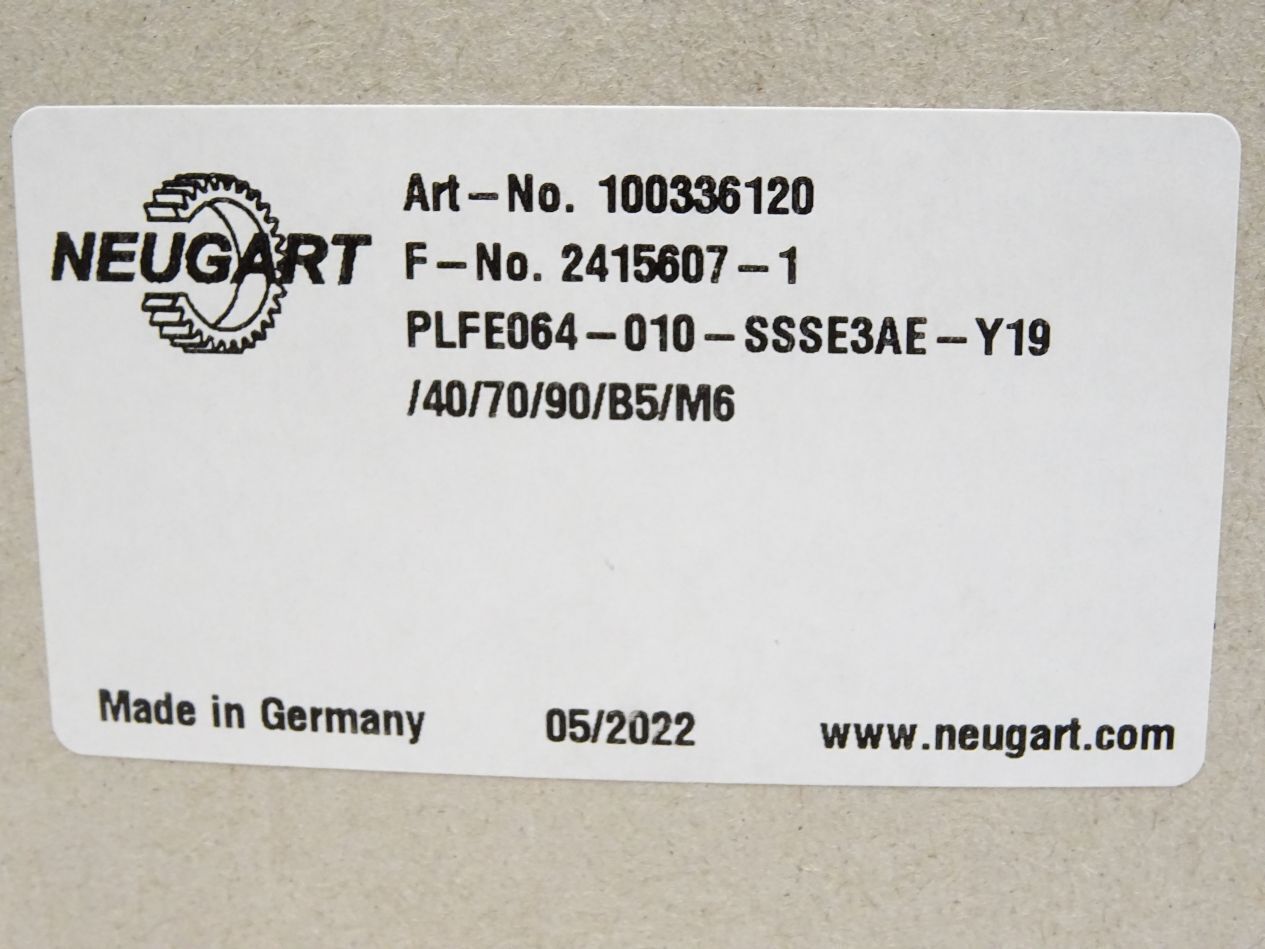 NEUGART
Art-No. 100336120
F-No. 2415607-1
PLFE064-010-SSSE3AE-Y19
/40/70/90/B5/M6
Made in Germany 05/2022 www.neugart.com